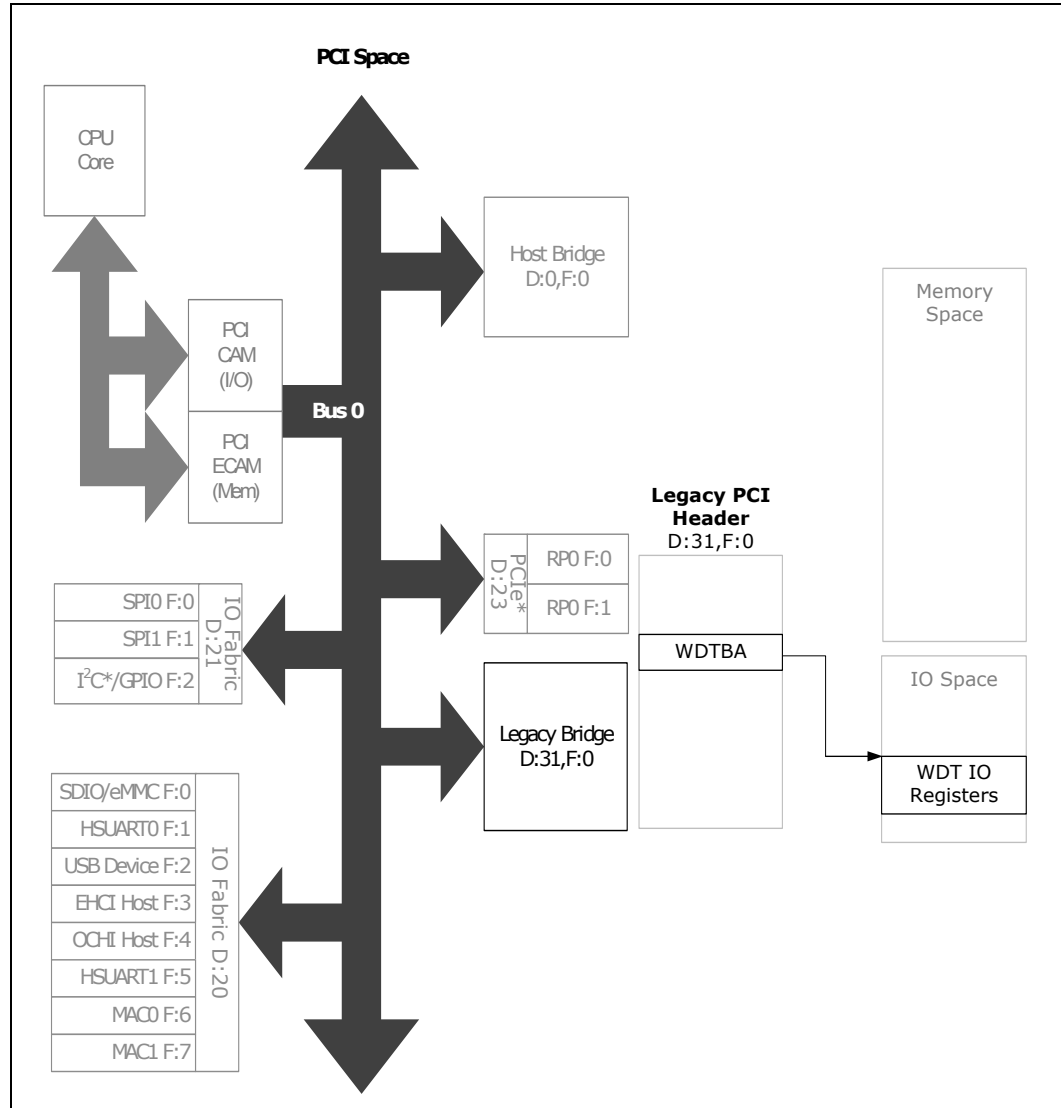 PCI Space
CPU
Core
Host Bridge
D:0,F:0
Memory
Space
PCI
CAM
(I/O)
Bus 0
PCI
ECAM
(Mem)
Legacy PCI
Header
D:31,F:0
PCIe*
D:23
RP0 F:0
RP0 F:1
SPI0 F:0
SPI1 F:1
I²C*/GPIO F:2
IO Fabric
D:21
WDTBA
IO Space
Legacy Bridge
D:31,F:0
WDT IO
Registers
SDIO/eMMC F:0
HSUART0 F:1
USB Device F:2
EHCI Host F:3
OCHI Host F:4
HSUART1 F:5
MAC0 F:6
MAC1 F:7
IO Fabric D:20